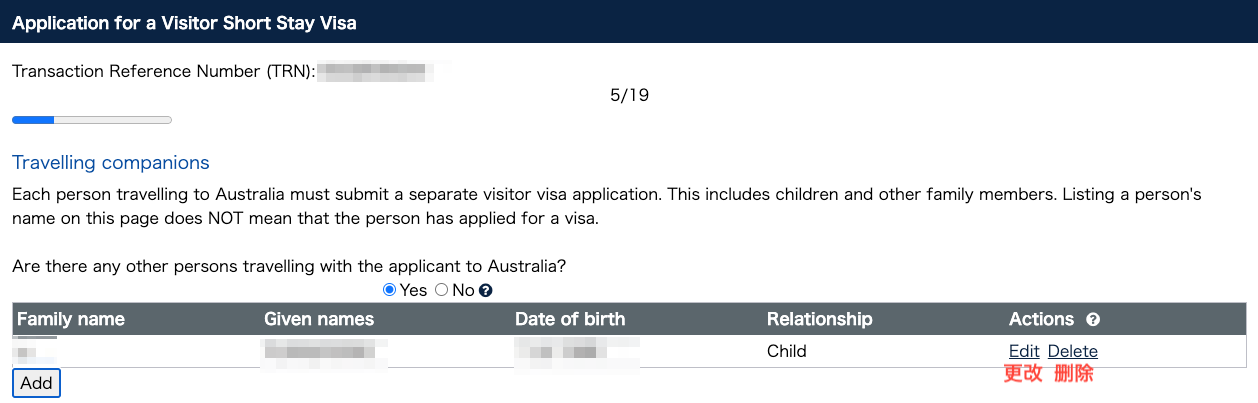 Application for a Visitor Short Stay Visa
Transaction Reference Number (TRN):
5/19
Travelling companions
Each person travelling to Australia must submit a separate visitor visa application. This includes children and other family members. Listing a person's
name on this page does NOT mean that the person has applied for a visa.
Are there any other persons travelling with the applicant to Australia?
Yes No ?
Family name Given names Date of birth Relationship Actions ?
Child Edit Delete
更改 删除
Add